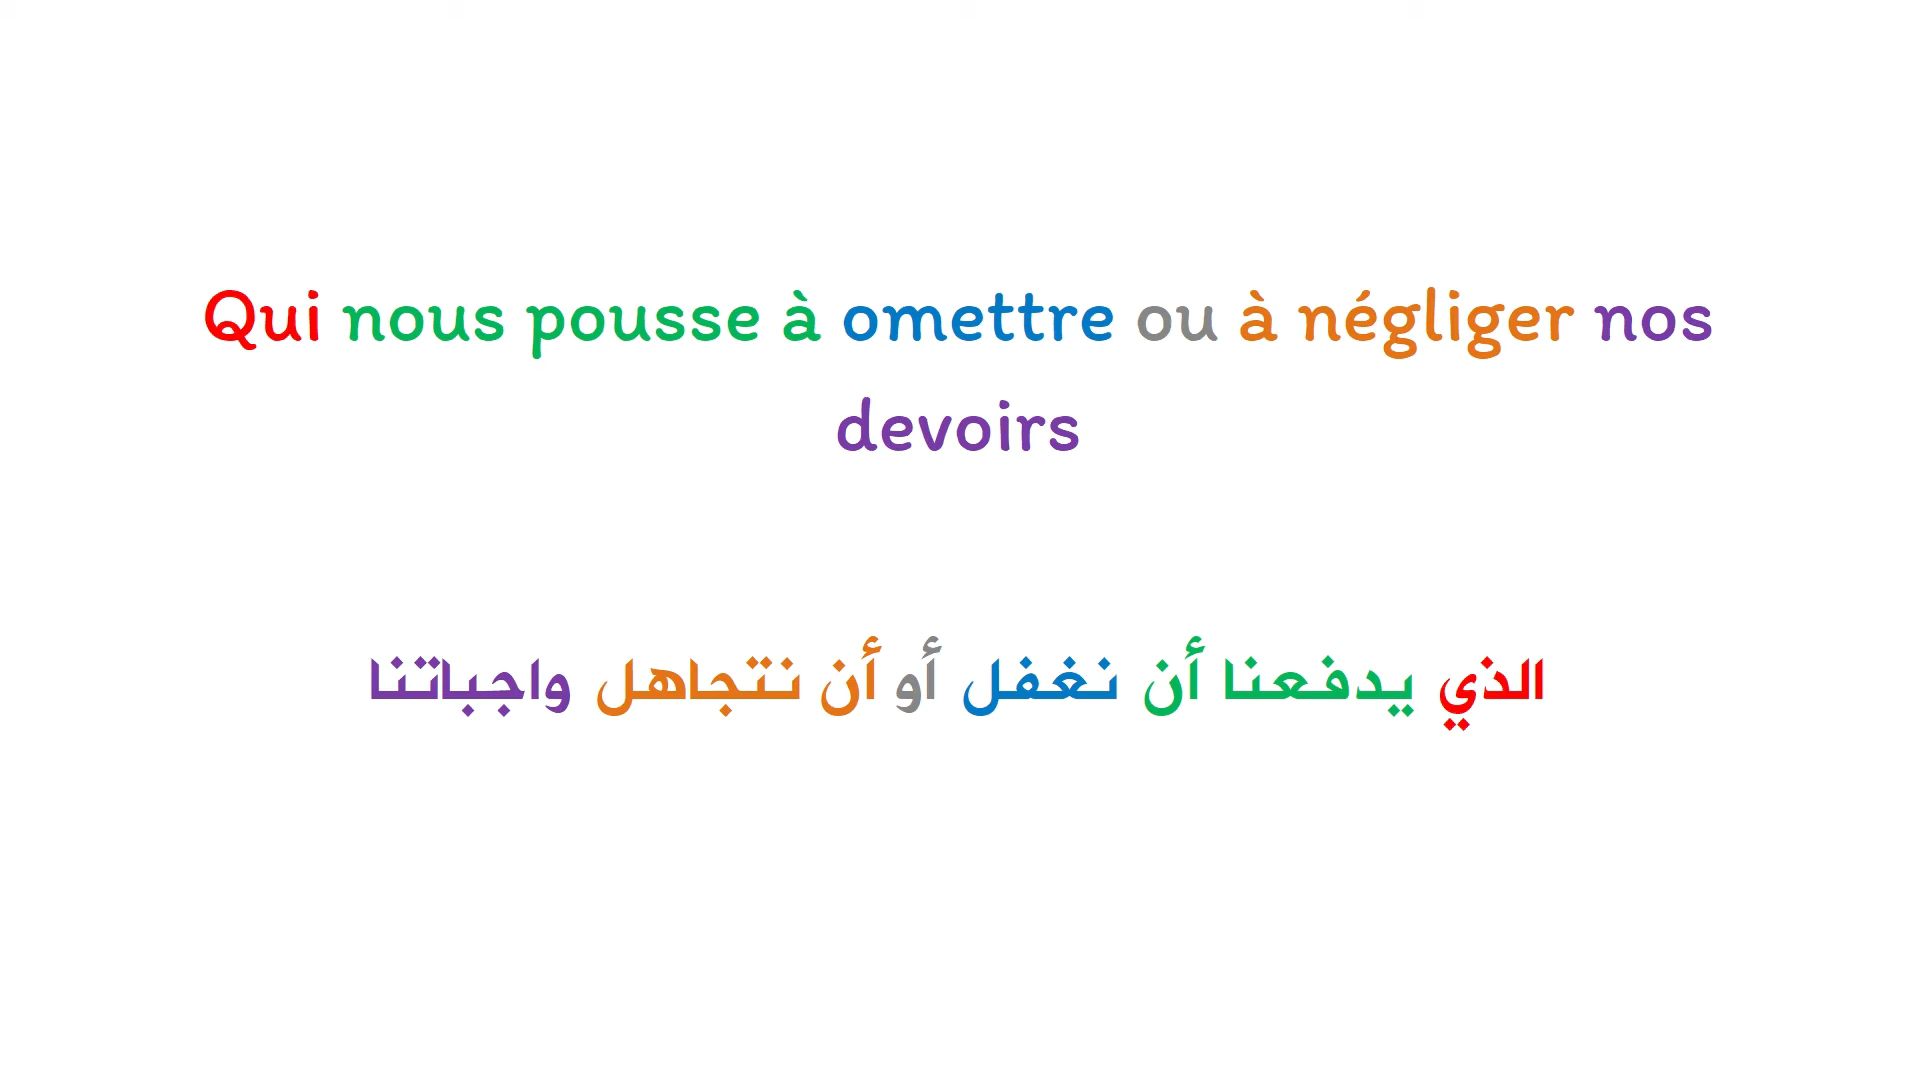 Qui nous pousse à omettre ou à négliger nos
devoirs
الذي يدفعنا أن نغفل أو أن نتجاهل واجباتنا